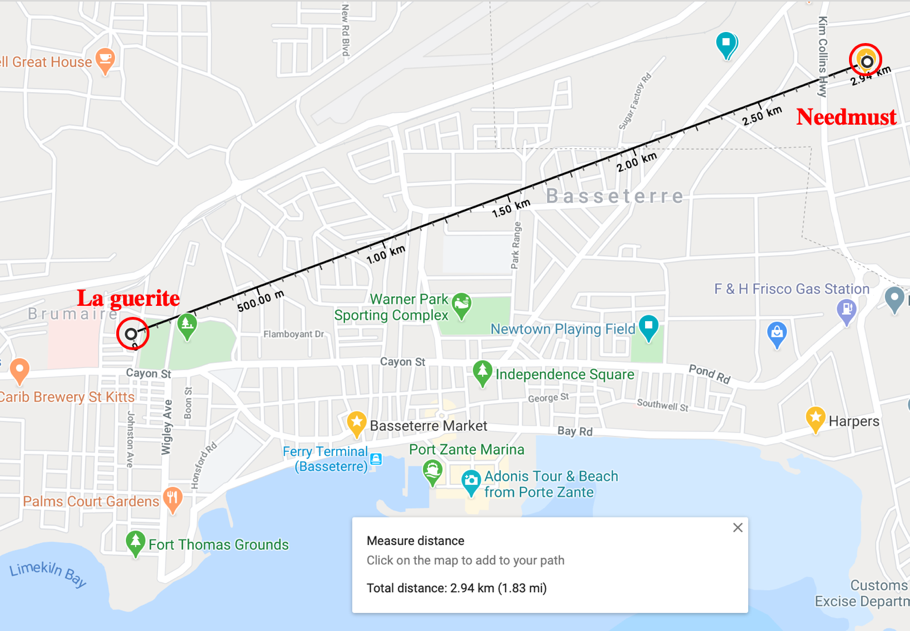 ell Great House
New Rd Blvd
Kim Collins Hwy
2.94 km
Needmust
2.50 km
Sugar Factory Rd
2.00 km
Basseterre
1.50 km
Park Range
1.00 km
La guerite
500.00 m
Brumaire
Warner Park
Sporting Complex
F & H Frisco Gas Station
Flamboyant Dr
Newtown Playing Field
Cayon St
Cayon St
Independence Square
Pond Rd
Carib Brewery St Kitts
Boon St
George St
Southwell St
Johnston Ave
Wigley Ave
Basseterre Market
Bay Rd
Harpers
Honsford Rd
Ferry Terminal
(Basseterre)
Port Zante Marina
Adonis Tour & Beach
from Porte Zante
Palms Court Gardens
Fort Thomas Grounds
Limekiln Bay
Measure distance
Click on the map to add to your path
Total distance: 2.94 km (1.83 mi)
Customs
Excise Departm